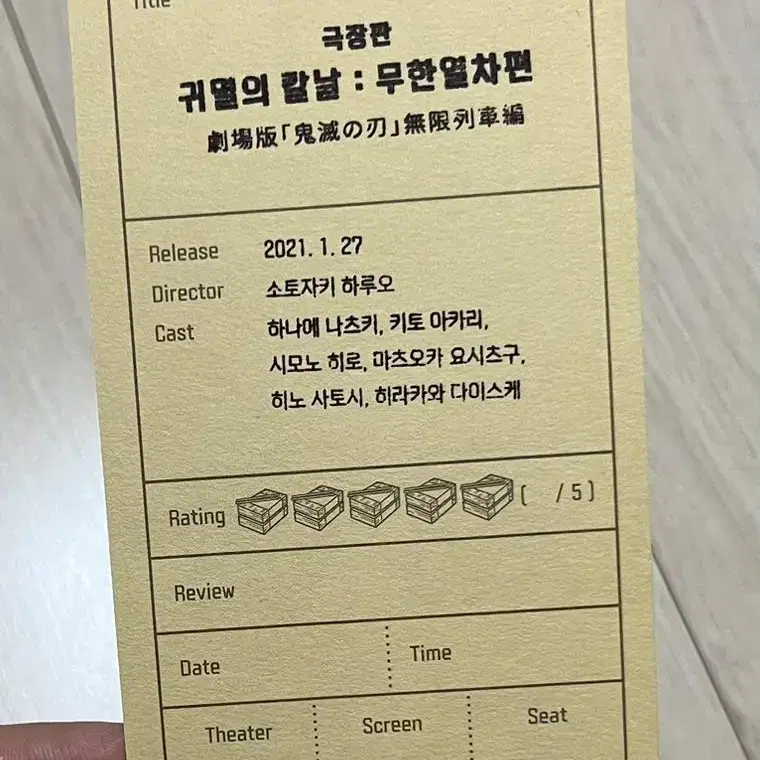 Title
극장판
귀멸의 칼날 : 무한열차편
劇場版「鬼滅の刃」無限列車編
Release 2021. 1. 27
Director 소토자키 하루오
Cast 하나에 나츠키, 키토 아카리,
시모노 히로, 마츠오카 요시츠구,
히노 사토시, 히라카와 다이스케
Rating ( / 5 )
Review
Date Time
Theater Screen Seat